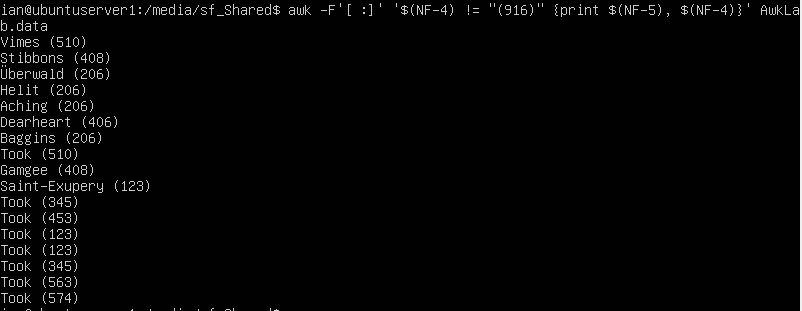 ian@ubuntuserver1:/media/sf_Shared$ awk -F'[ :]' '$(NF-4) != "(916)" {print $(NF-5), $(NF-4)}' AwkLa
b.data
Vimes (510)
Stibbons (408)
Überwald (206)
Helit (206)
Aching (206)
Dearheart (406)
Baggins (206)
Took (510)
Gamgee (408)
Saint-Exupery (123)
Took (345)
Took (453)
Took (123)
Took (123)
Took (345)
Took (563)
Took (574)